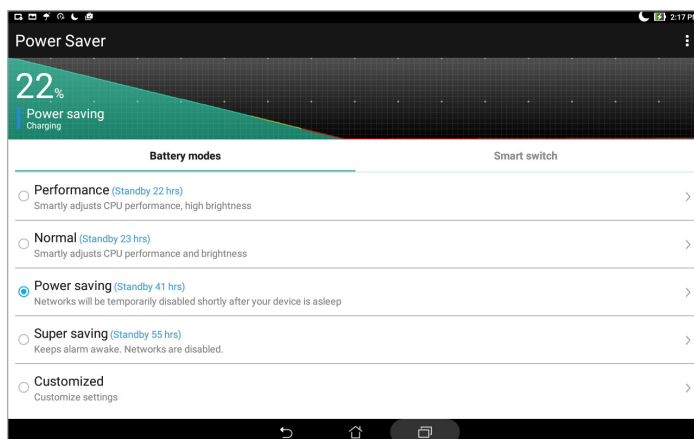 2:17 PM
Power Saver
22%
Power saving
Charging
Battery modes
Smart switch
Performance (Standby 22 hrs)
Smartly adjusts CPU performance, high brightness
Normal (Standby 23 hrs)
Smartly adjusts CPU performance and brightness
Power saving (Standby 41 hrs)
Networks will be temporarily disabled shortly after your device is asleep
Super saving (Standby 55 hrs)
Keeps alarm awake. Networks are disabled.
Customized
Customize settings